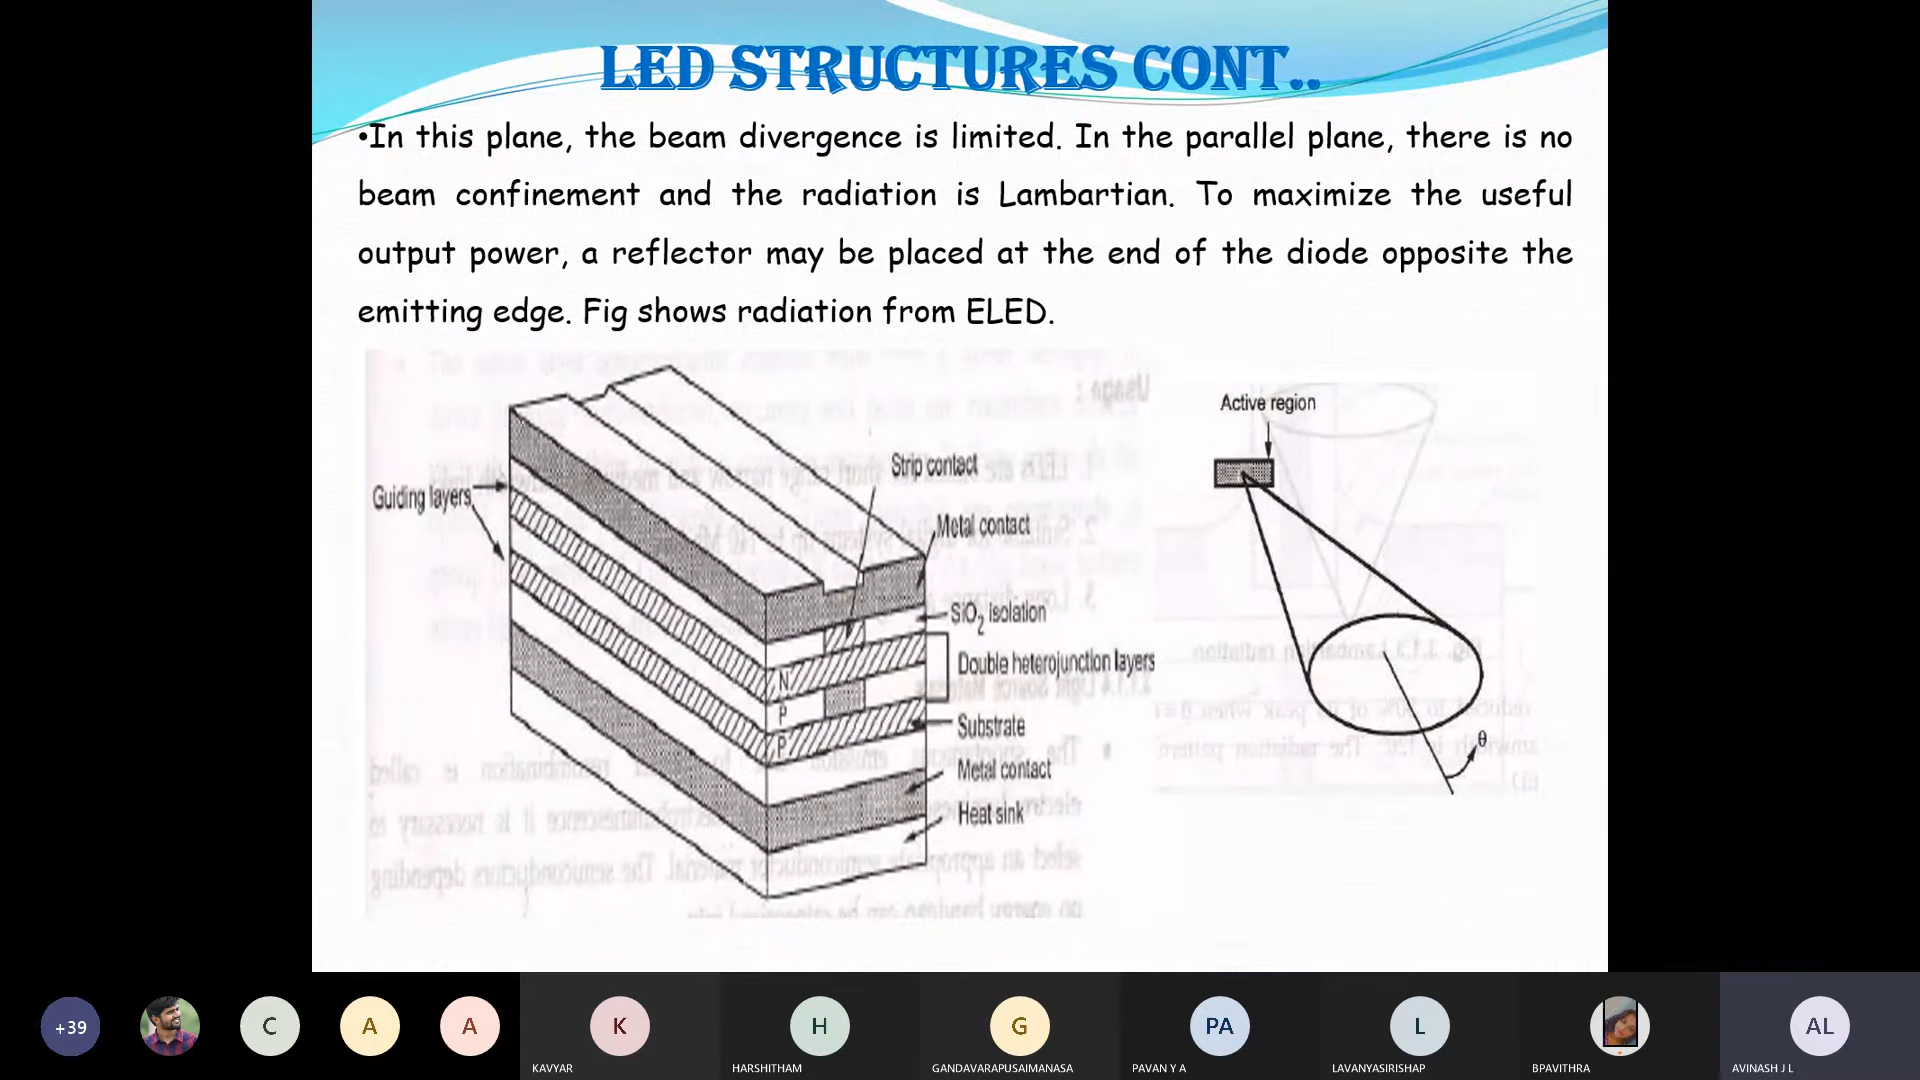 LED STRUCTURES CONT..
•In this plane, the beam divergence is limited. In the parallel plane, there is no
beam confinement and the radiation is Lambartian. To maximize the useful
output power, a reflector may be placed at the end of the diode opposite the
emitting edge. Fig shows radiation from ELED.
Guiding layers
Strip contact
Metal contact
SiO2 isolation
Double heterojunction layers
Substrate
Metal contact
Heat sink
N
P
P
Active region
θ
+39
C
A
A
K
KAVYAR
H
HARSHITHAM
G
GANDAVARAPUSAIMANASA
PA
PAVAN Y A
L
LAVANYASIRISHAP
BPAVITHRA
AL
AVINASH J L